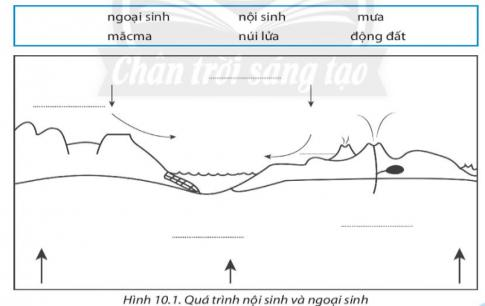 ngoại sinh nội sinh mưa
mắcma núi lửa động đất
Chân trời sáng tạo
Hình 10.1. Quá trình nội sinh và ngoại sinh